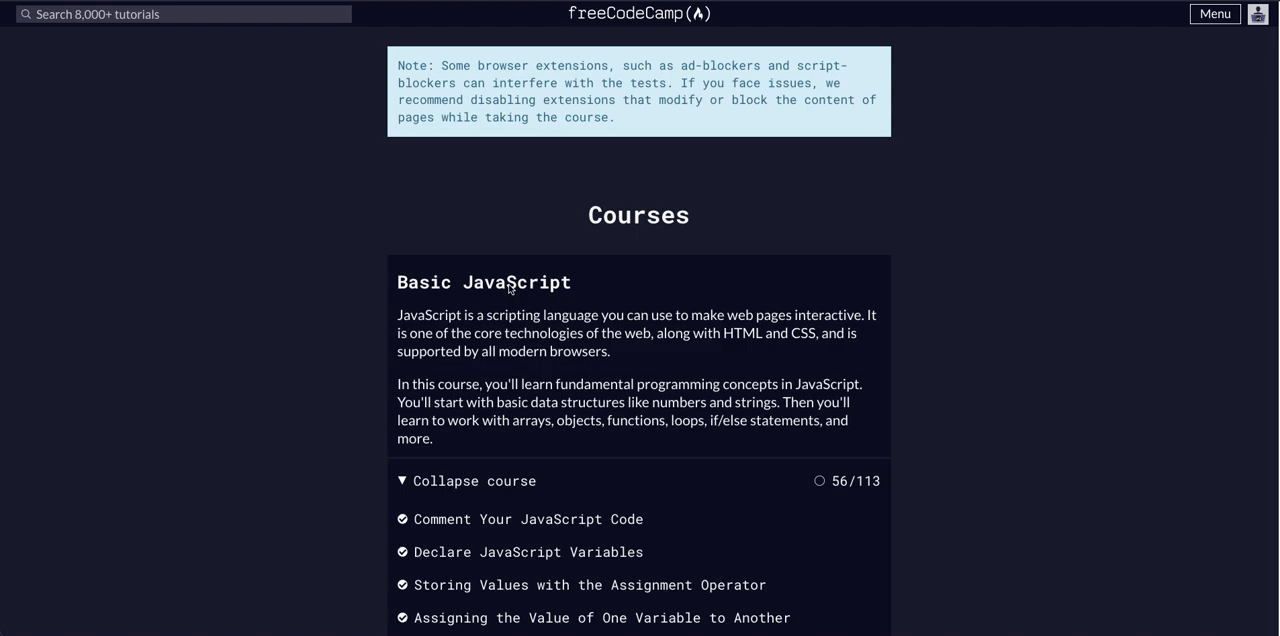 Search 8,000+ tutorials
freeCodeCamp
Menu
Note: Some browser extensions, such as ad-blockers and script-
blockers can interfere with the tests. If you face issues, we
recommend disabling extensions that modify or block the content of
pages while taking the course.
Courses
Basic JavaScript
JavaScript is a scripting language you can use to make web pages interactive. It
is one of the core technologies of the web, along with HTML and CSS, and is
supported by all modern browsers.
In this course, you'll learn fundamental programming concepts in JavaScript.
You'll start with basic data structures like numbers and strings. Then you'll
learn to work with arrays, objects, functions, loops, if/else statements, and
more.
Collapse course 56/113
Comment Your JavaScript Code
Declare JavaScript Variables
Storing Values with the Assignment Operator
Assigning the Value of One Variable to Another